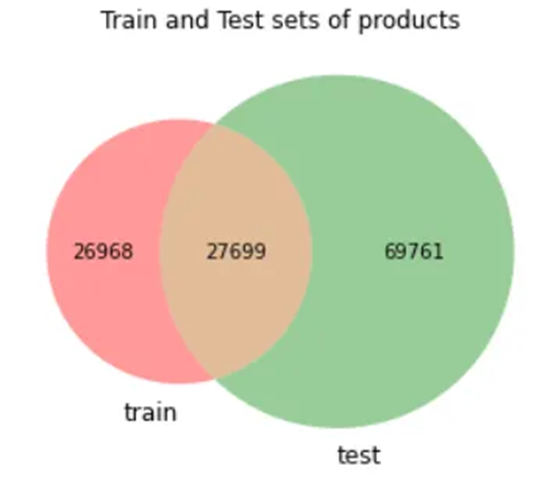 Train and Test sets of products
26968 27699 69761
train
test